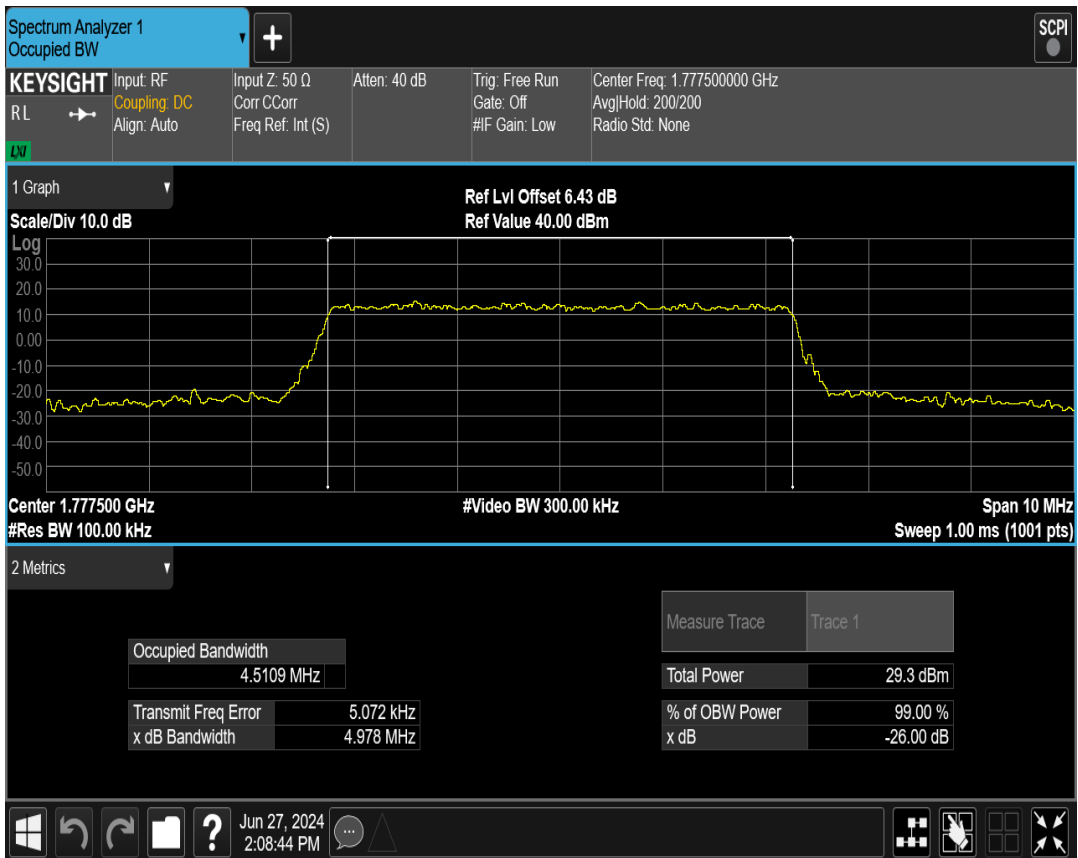 Spectrum Analyzer 1
Occupied BW
SCPI
KEYSIGHT
RL
LXI
Input: RF
Coupling: DC
Align: Auto
Input Z: 50 Ω
Corr CCorr
Freq Ref: Int (S)
Atten: 40 dB
Trig: Free Run
Gate: Off
#IF Gain: Low
Center Freq: 1.777500000 GHz
Avg|Hold: 200/200
Radio Std: None
1 Graph
Scale/Div 10.0 dB
Ref Lvl Offset 6.43 dB
Ref Value 40.00 dBm
Log
30.0
20.0
10.0
0.00
-10.0
-20.0
-30.0
-40.0
-50.0
Center 1.777500 GHz
#Video BW 300.00 kHz
Span 10 MHz
#Res BW 100.00 kHz
Sweep 1.00 ms (1001 pts)
2 Metrics
Occupied Bandwidth
4.5109 MHz
Transmit Freq Error 5.072 kHz
x dB Bandwidth 4.978 MHz
Measure Trace Trace 1
Total Power 29.3 dBm
% of OBW Power 99.00 %
x dB -26.00 dB
?
Jun 27, 2024
2:08:44 PM